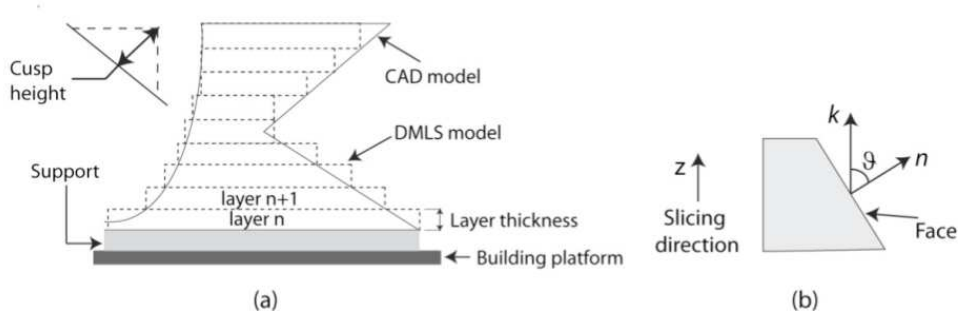 Cusp
height
CAD model
DMLS model
Support
layer n+1
layer n
Layer thickness
Building platform
(a)
z
Slicing
direction
k
ϑ
n
Face
(b)